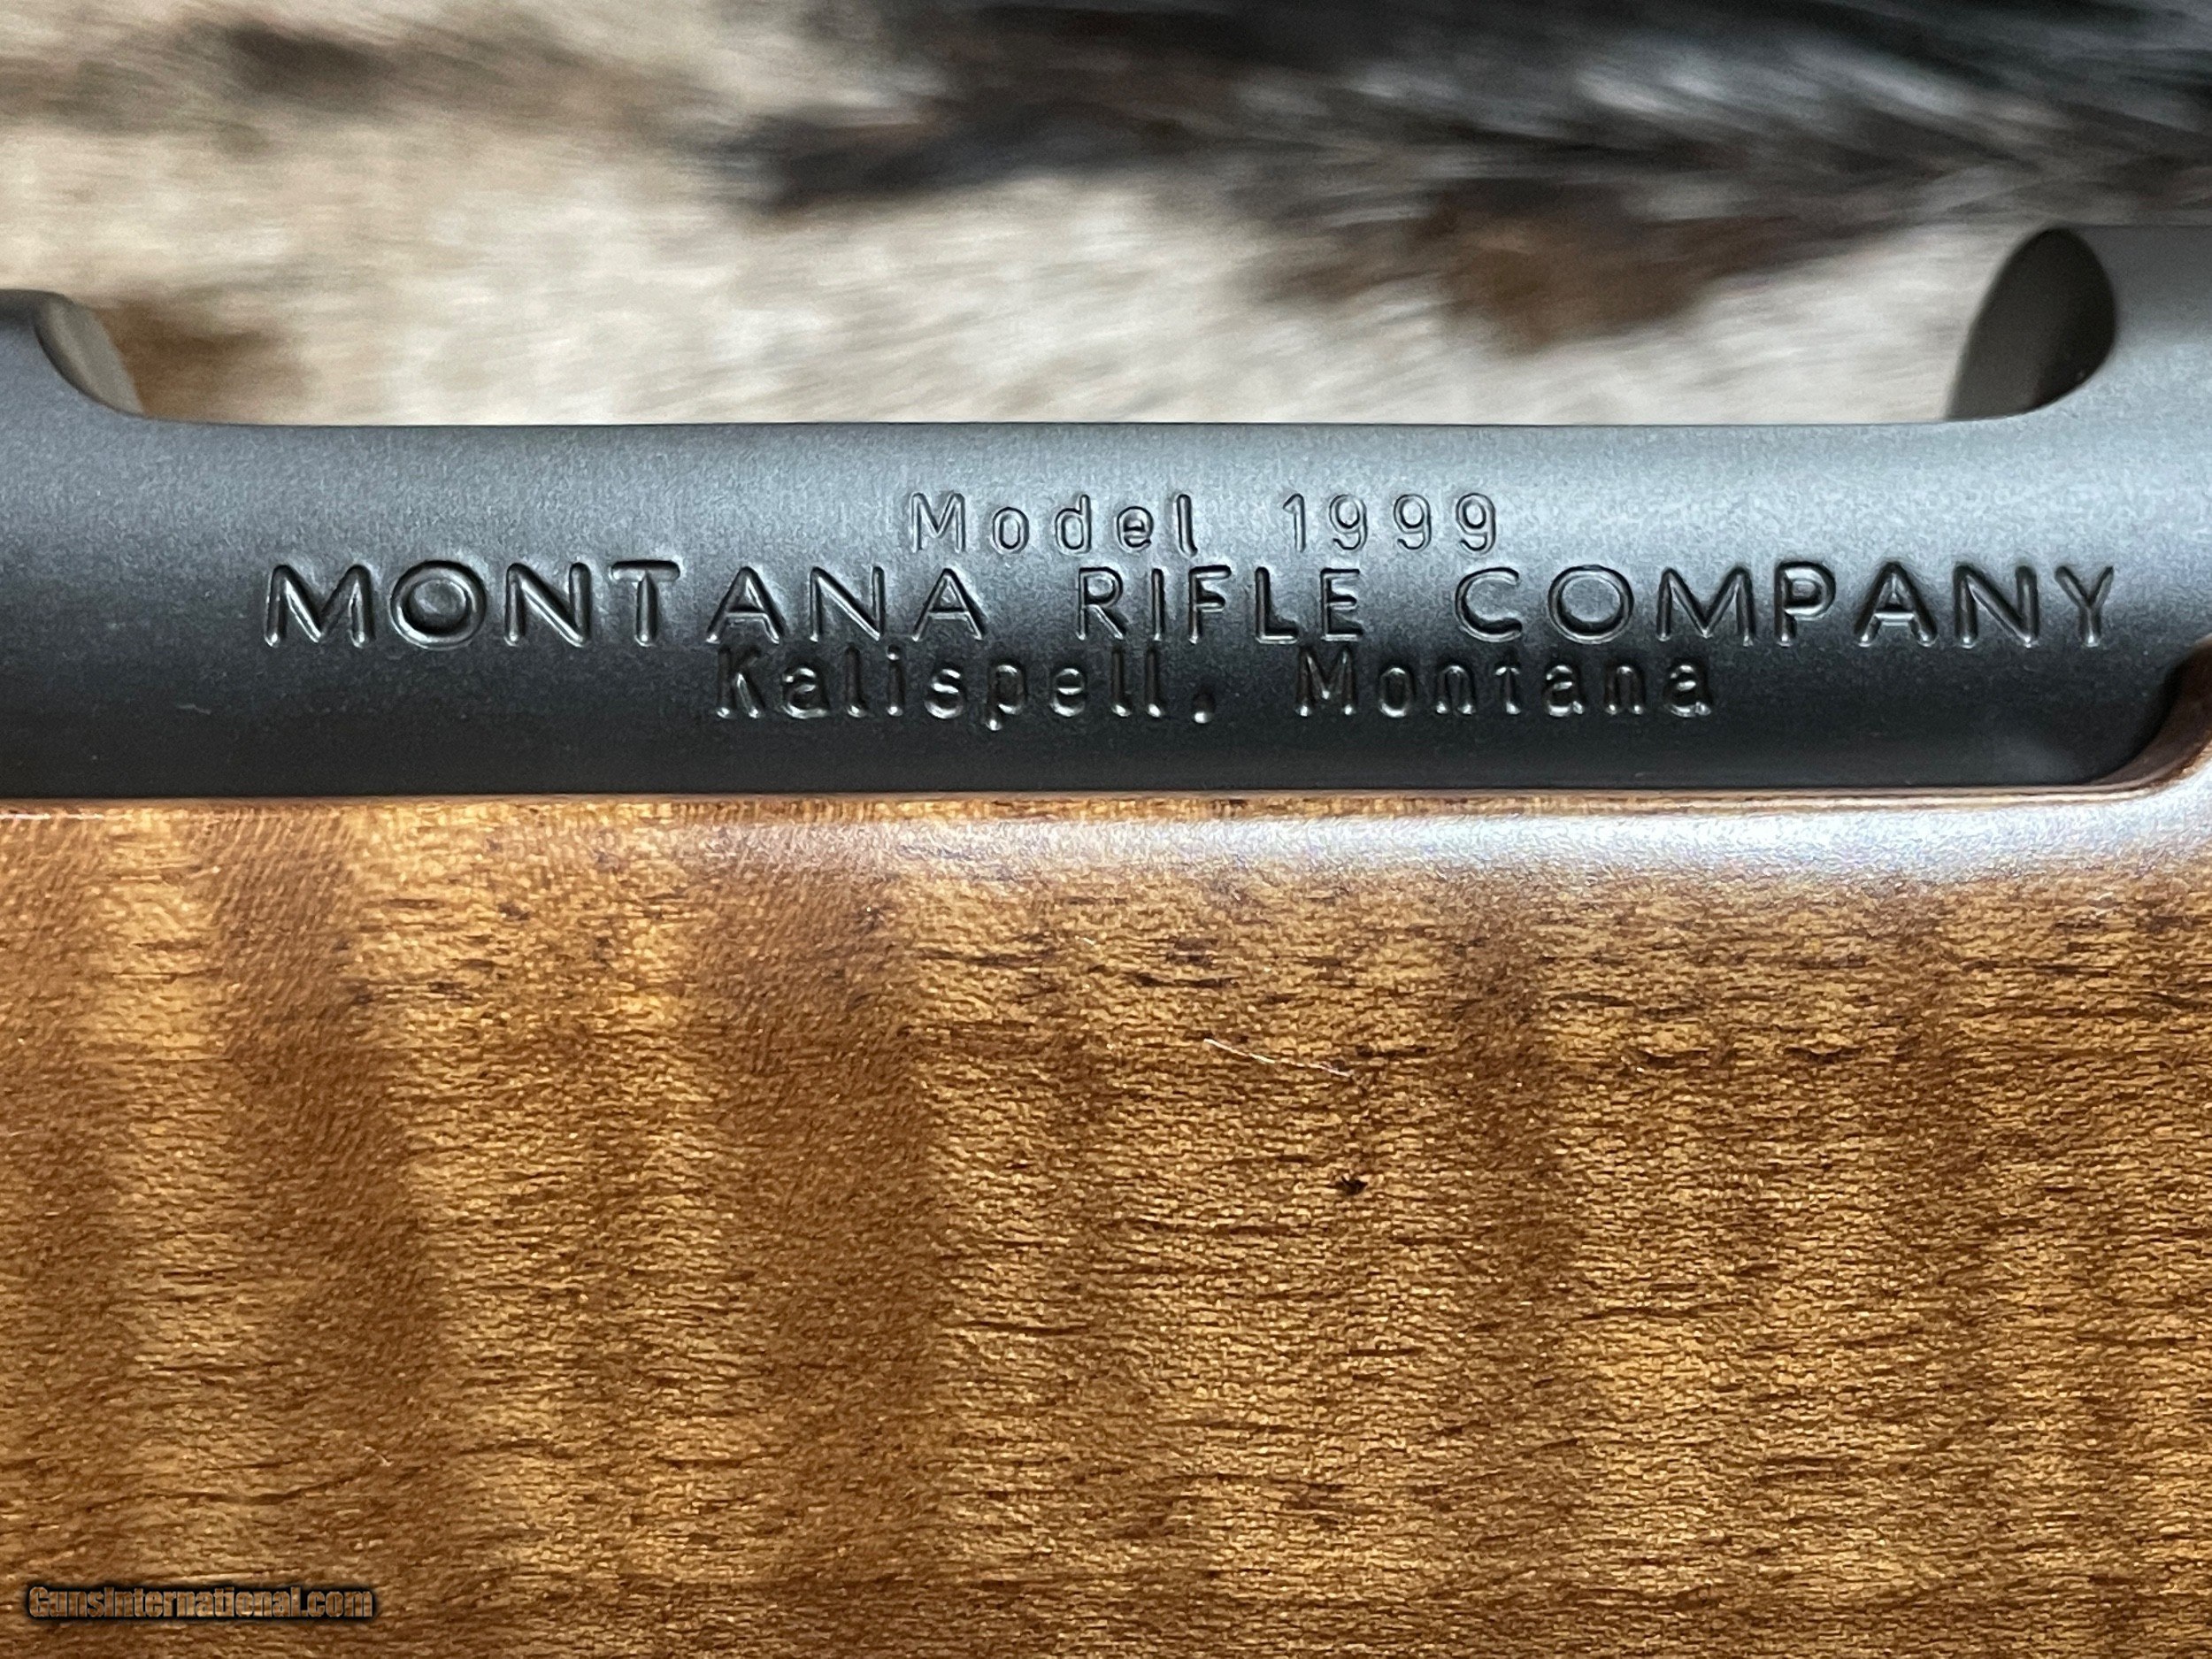 Model 1999
MONTANA RIFLE COMPANY
Kalispell, Montana
GunsInternational.com